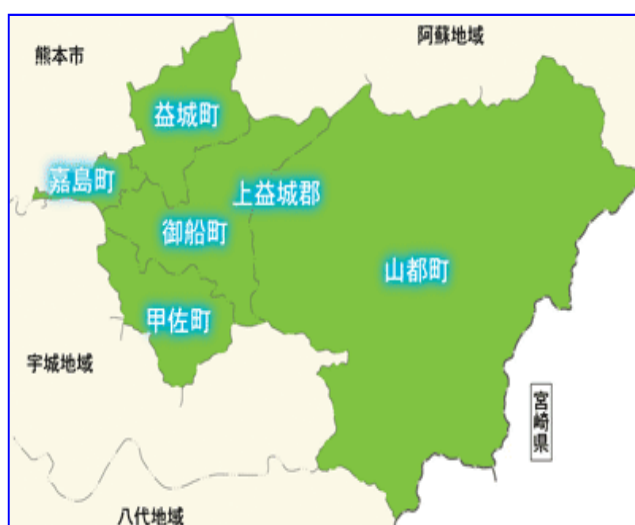 阿蘇地域
熊本市
益城町
嘉島町
上益城郡
御船町
山都町
甲佐町
宇城地域
宮崎県
八代地域